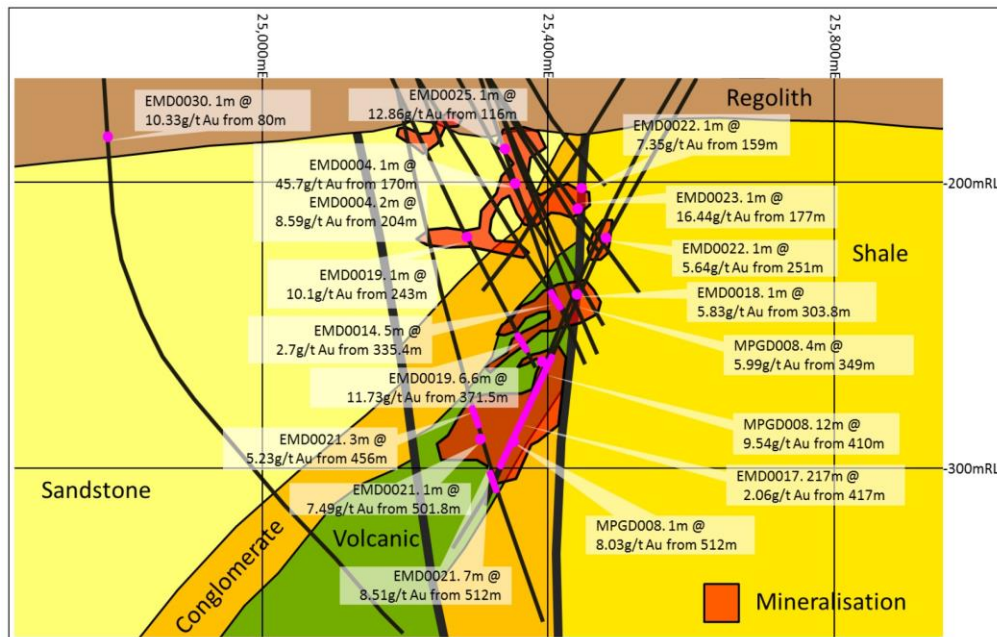 25,000mE
25,400mE
25,800mE
EMD0030. 1m @
10.33g/t Au from 80m
EMD0025. 1m @
12.86g/t Au from 116m
Regolith
EMD0022. 1m @
7.35g/t Au from 159m
EMD0004. 1m @
45.7g/t Au from 170m
EMD0004. 2m @
8.59g/t Au from 204m
-200mRL
EMD0023. 1m @
16.44g/t Au from 177m
EMD0022. 1m @
5.64g/t Au from 251m
Shale
EMD0019. 1m @
10.1g/t Au from 243m
EMD0018. 1m @
5.83g/t Au from 303.8m
EMD0014. 5m @
2.7g/t Au from 335.4m
MPGD008. 4m @
5.99g/t Au from 349m
EMD0019. 6.6m @
11.73g/t Au from 371.5m
MPGD008. 12m @
9.54g/t Au from 410m
EMD0021. 3m @
5.23g/t Au from 456m
-300mRL
EMD0017. 217m @
2.06g/t Au from 417m
Sandstone
EMD0021. 1m @
7.49g/t Au from 501.8m
MPGD008. 1m @
8.03g/t Au from 512m
Volcanic
Conglomerate
EMD0021. 7m @
8.51g/t Au from 512m
Mineralisation